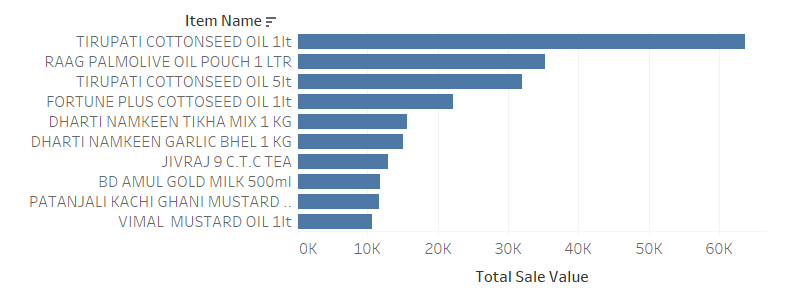 Item Name
TIRUPATI COTTONSEED OIL 1lt
RAAG PALMOLIVE OIL POUCH 1 LTR
TIRUPATI COTTONSEED OIL 5lt
FORTUNE PLUS COTTOSEED OIL 1lt
DHARTI NAMKEEN TIKHA MIX 1 KG
DHARTI NAMKEEN GARLIC BHEL 1 KG
JIVRAJ 9 C.T.C TEA
BD AMUL GOLD MILK 500ml
PATANJALI KACHI GHANI MUSTARD ..
VIMAL  MUSTARD OIL 1lt
0K 10K 20K 30K 40K 50K 60K
Total Sale Value